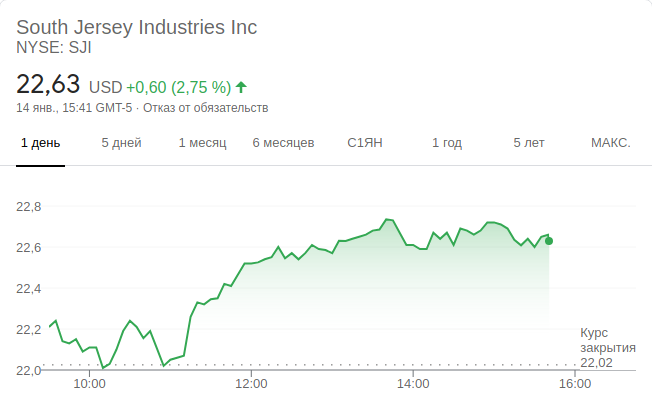 South Jersey Industries Inc
NYSE: SJI
22,63 USD +0,60 (2,75 %)
14 янв., 15:41 GMT-5 · Отказ от обязательств
1 день 5 дней 1 месяц 6 месяцев С1ЯН 1 год 5 лет МАКС.
22,8
22,6
22,4
22,2
Курс
закрытия
22,02
22,0
10:00 12:00 14:00 16:00